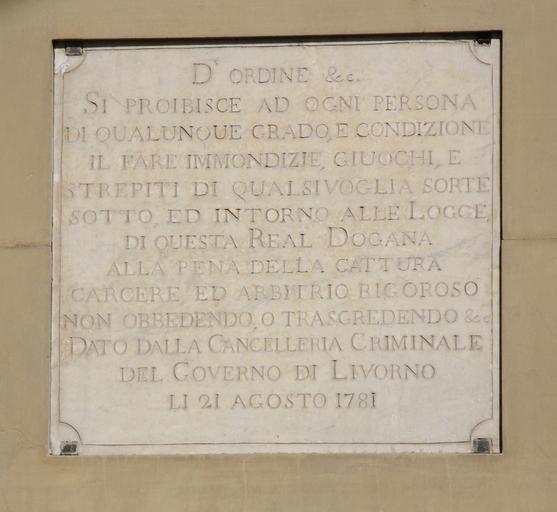 D' ORDINE &c.
SI PROIBISCE AD OGNI PERSONA
DI QUALUNQUE GRADO, E CONDIZIONE
IL FARE IMMONDIZIE, GIUOCHI, E
STREPITI DI QUALSIVOGLIA SORTE
SOTTO, ED INTORNO ALLE LOGGE,
DI QUESTA REAL DOGANA
ALLA PENA DELLA CATTURA
CARCERE ED ARBITRIO RIGOROSO
NON OBBEDENDO, O TRASGREDENDO &c.
DATO DALLA CANCELLERIA CRIMINALE
DEL GOVERNO DI LIVORNO
LI 21 AGOSTO 1781